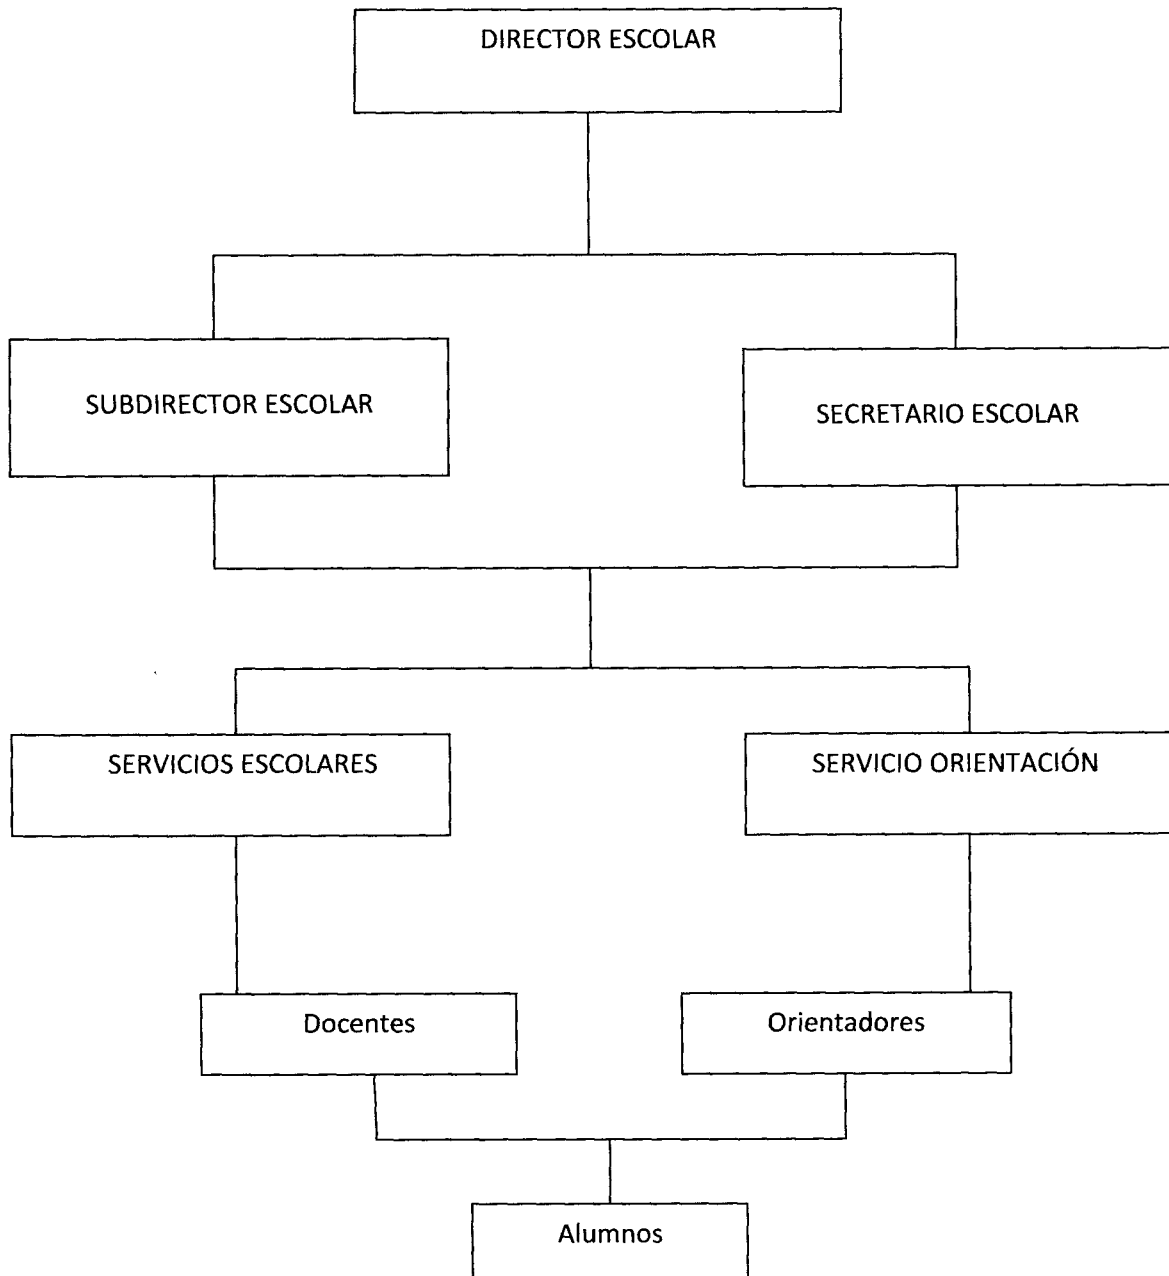 DIRECTOR ESCOLAR
SUBDIRECTOR ESCOLAR
SECRETARIO ESCOLAR
SERVICIOS ESCOLARES
SERVICIO ORIENTACIÓN
Docentes
Orientadores
Alumnos